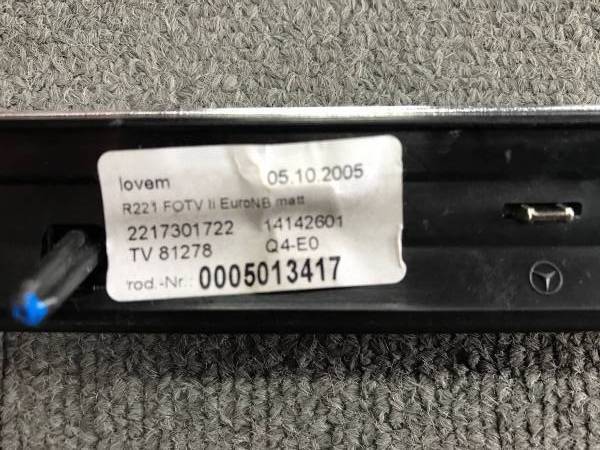 lovem 05.10.2005
R221 FOTV li EuroNB matt
2217301722 14142601
TV 81278 Q4-E0
rod.-Nr.: 0005013417